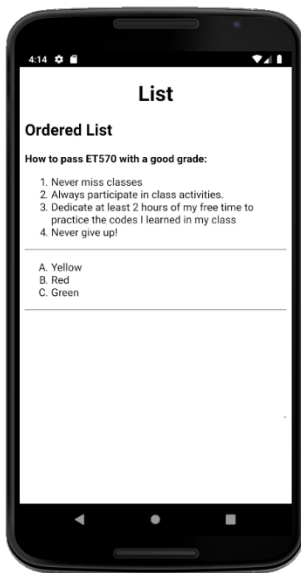 4:14
List
Ordered List
How to pass ET570 with a good grade:
1. Never miss classes
2. Always participate in class activities.
3. Dedicate at least 2 hours of my free time to
practice the codes I learned in my class
4. Never give up!
A. Yellow
B. Red
C. Green